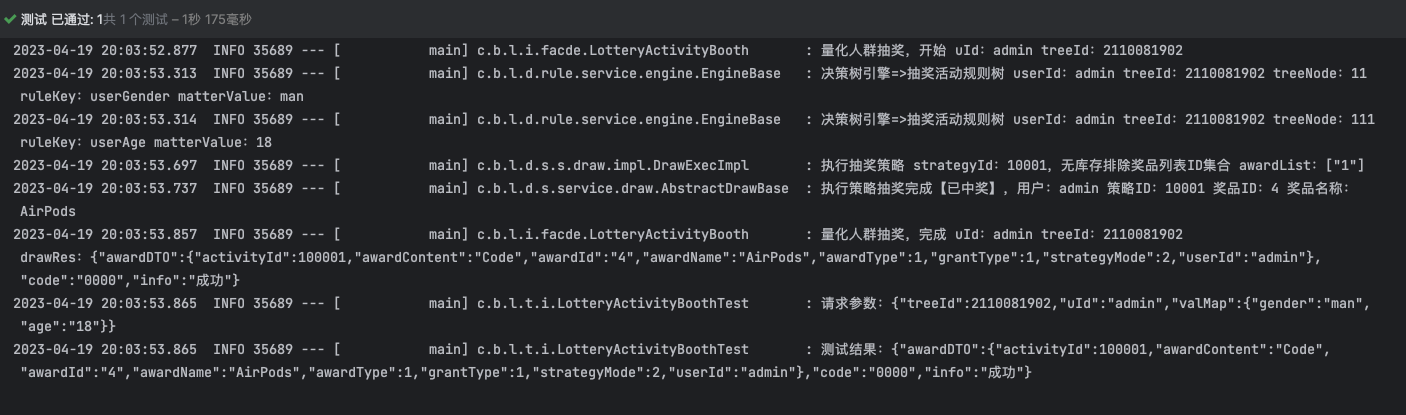 测试 已通过: 1共 1 个测试 – 1秒 175毫秒
2023-04-19 20:03:52.877  INFO 35689 --- [           main] c.b.l.i.facde.LotteryActivityBooth       : 量化人群抽奖，开始 uId: admin treeId: 2110081902
2023-04-19 20:03:53.313  INFO 35689 --- [           main] c.b.l.d.rule.service.engine.EngineBase   : 决策树引擎=>抽奖活动规则树 userId: admin treeId: 2110081902 treeNode: 11
ruleKey: userGender matterValue: man
2023-04-19 20:03:53.314  INFO 35689 --- [           main] c.b.l.d.rule.service.engine.EngineBase   : 决策树引擎=>抽奖活动规则树 userId: admin treeId: 2110081902 treeNode: 111
ruleKey: userAge matterValue: 18
2023-04-19 20:03:53.697  INFO 35689 --- [           main] c.b.l.d.s.s.draw.impl.DrawExecImpl       : 执行抽奖策略 strategyId: 10001，无库存排除奖品列表ID集合 awardList: ["1"]
2023-04-19 20:03:53.737  INFO 35689 --- [           main] c.b.l.d.s.service.draw.AbstractDrawBase  : 执行策略抽奖完成【已中奖】，用户: admin 策略ID: 10001 奖品ID: 4 奖品名称:
AirPods
2023-04-19 20:03:53.857  INFO 35689 --- [           main] c.b.l.i.facde.LotteryActivityBooth       : 量化人群抽奖，完成 uId: admin treeId: 2110081902
drawRes: {"awardDTO":{"activityId":100001,"awardContent":"Code","awardId":"4","awardName":"AirPods","awardType":1,"grantType":1,"strategyMode":2,"userId":"admin"},
"code":"0000","info":"成功"}
2023-04-19 20:03:53.865  INFO 35689 --- [           main] c.b.l.t.i.LotteryActivityBoothTest       : 请求参数: {"treeId":2110081902,"uId":"admin","valMap":{"gender":"man",
"age":"18"}}
2023-04-19 20:03:53.865  INFO 35689 --- [           main] c.b.l.t.i.LotteryActivityBoothTest       : 测试结果: {"awardDTO":{"activityId":100001,"awardContent":"Code",
"awardId":"4","awardName":"AirPods","awardType":1,"grantType":1,"strategyMode":2,"userId":"admin"},"code":"0000","info":"成功"}